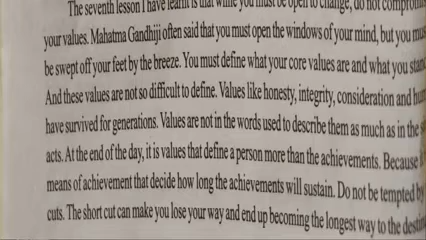 The seventh lesson I have learnt is that while you must be open to change, do not compromise
your values. Mahatma Gandhiji often said that you must open the windows of your mind, but you must
be swept off your feet by the breeze. You must define what your core values are and what you stand
And these values are not so difficult to define. Values like honesty, integrity, consideration and
have survived for generations. Values are not in the words used to describe them as much as in the
acts. At the end of the day, it is values that define a person more than the achievements. Because
means of achievement that decide how long the achievements will sustain. Do not be tempted by
cuts. The short cut can make you lose your way and end up becoming the longest way to the